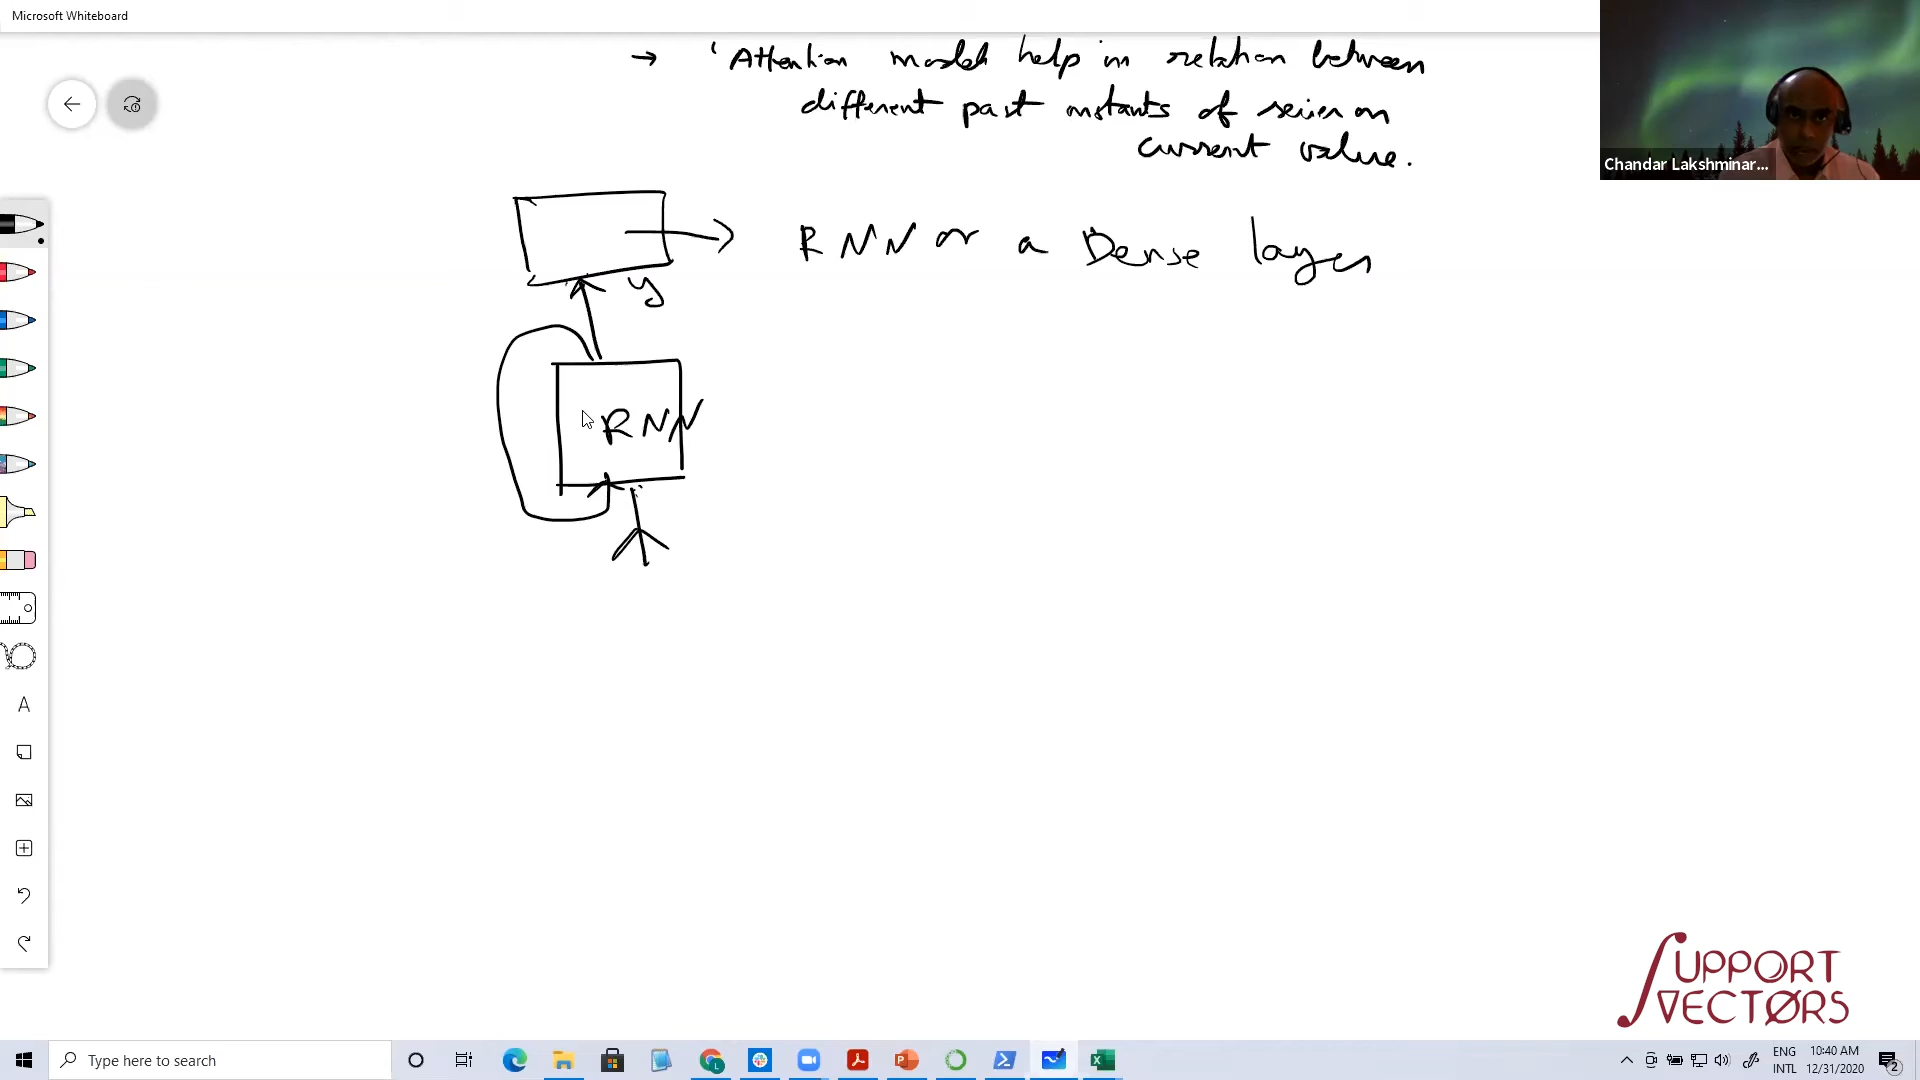 Microsoft Whiteboard
→ 'Attention models help in relation between
different past instants of series on
current value.
Chandar Lakshminar...
RNN or a Dense layer
y
RNN
A
SUPPORT
VECTORS
Type here to search
ENG
INTL
10:40 AM
12/31/2020
2